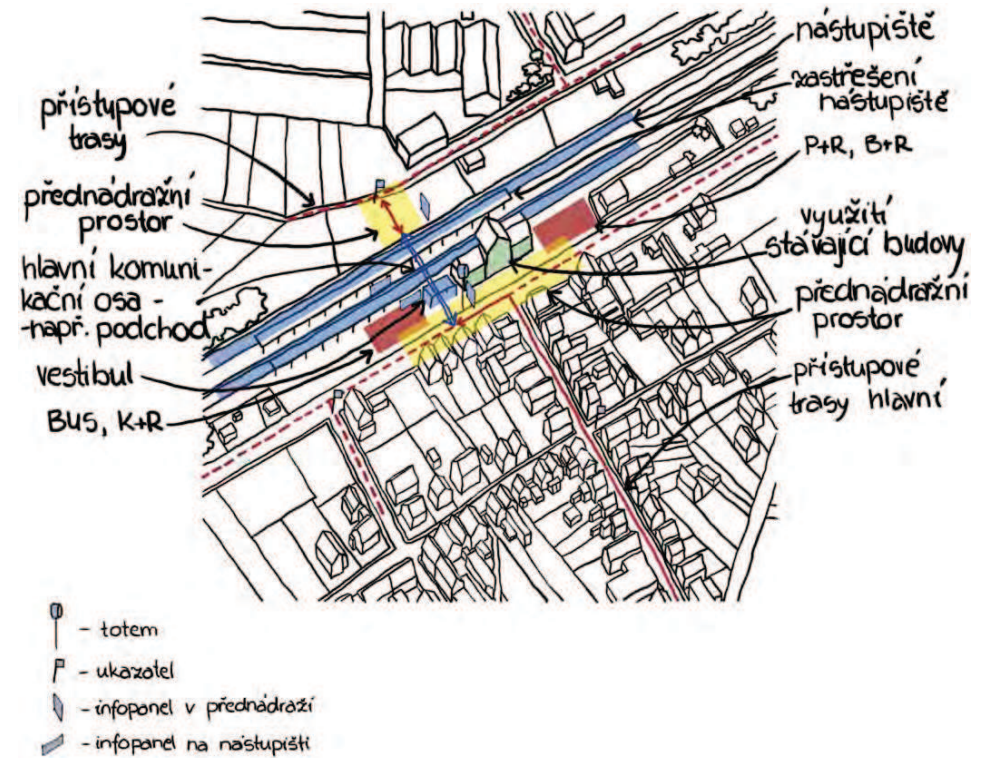 přístupové
trasy
přednádražní
prostor
hlavní komuni-
kační osa -
-např. podchod
vestibul
BUS, K+R
nástupiště
zastřešení
nástupiště
P+R, B+R
využití
stávající budovy
přednádražní
prostor
přístupové
trasy hlavní
- totem
- ukazatel
- infopanel v přednádraží
- infopanel na nástupišti